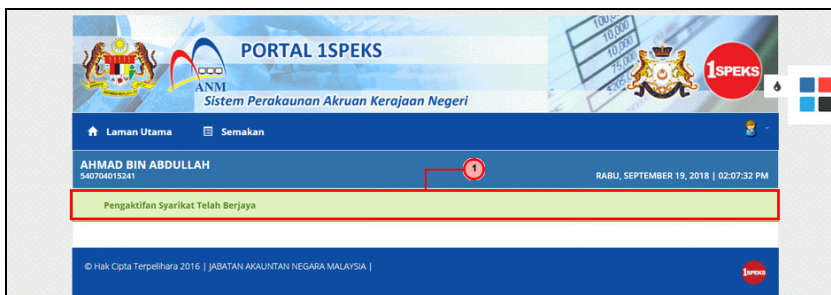 PORTAL 1SPEKS
ANM
Sistem Perakaunan Akruan Kerajaan Negeri
1SPEKS
Laman Utama
Semakan
AHMAD BIN ABDULLAH
540704015241
1
RABU, SEPTEMBER 19, 2018 | 02:07:32 PM
Pengaktifan Syarikat Telah Berjaya
© Hak Cipta Terpelihara 2016 | JABATAN AKAUNTAN NEGARA MALAYSIA |
1SPEKS